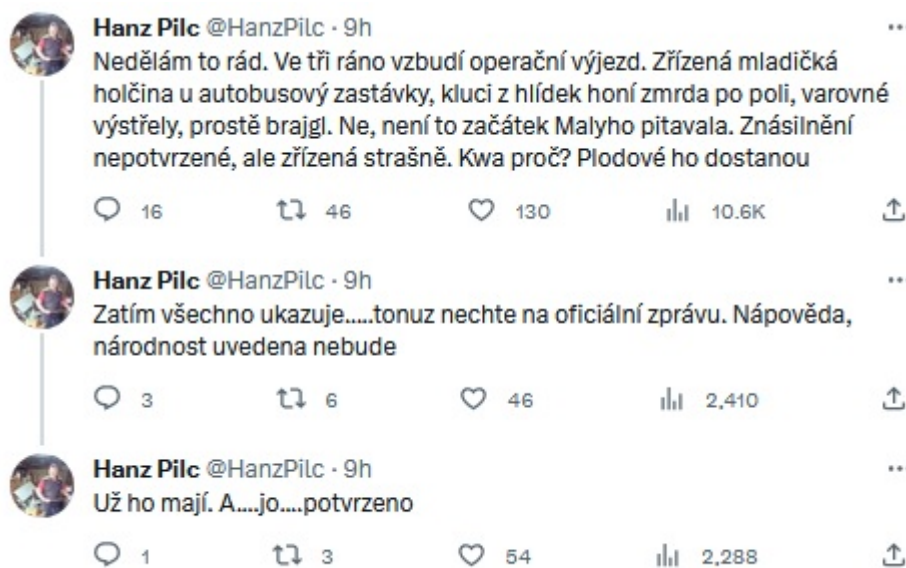 Hanz Pilc @HanzPilc · 9h
Nedělám to rád. Ve tři ráno vzbudí operační výjezd. Zřízená mladičká
holčina u autobusový zastávky, kluci z hlídek honí zmrda po poli, varovné
výstřely, prostě brajgl. Ne, není to začátek Malyho pitavala. Znásilnění
nepotvrzené, ale zřízená strašně. Kwa proč? Plodové ho dostanou
16 46 130 10.6K
Hanz Pilc @HanzPilc · 9h
Zatím všechno ukazuje.....tonuz nechte na oficiální zprávu. Nápověda,
národnost uvedena nebude
3 6 46 2,410
Hanz Pilc @HanzPilc · 9h
Už ho mají. A....jo....potvrzeno
1 3 54 2,288